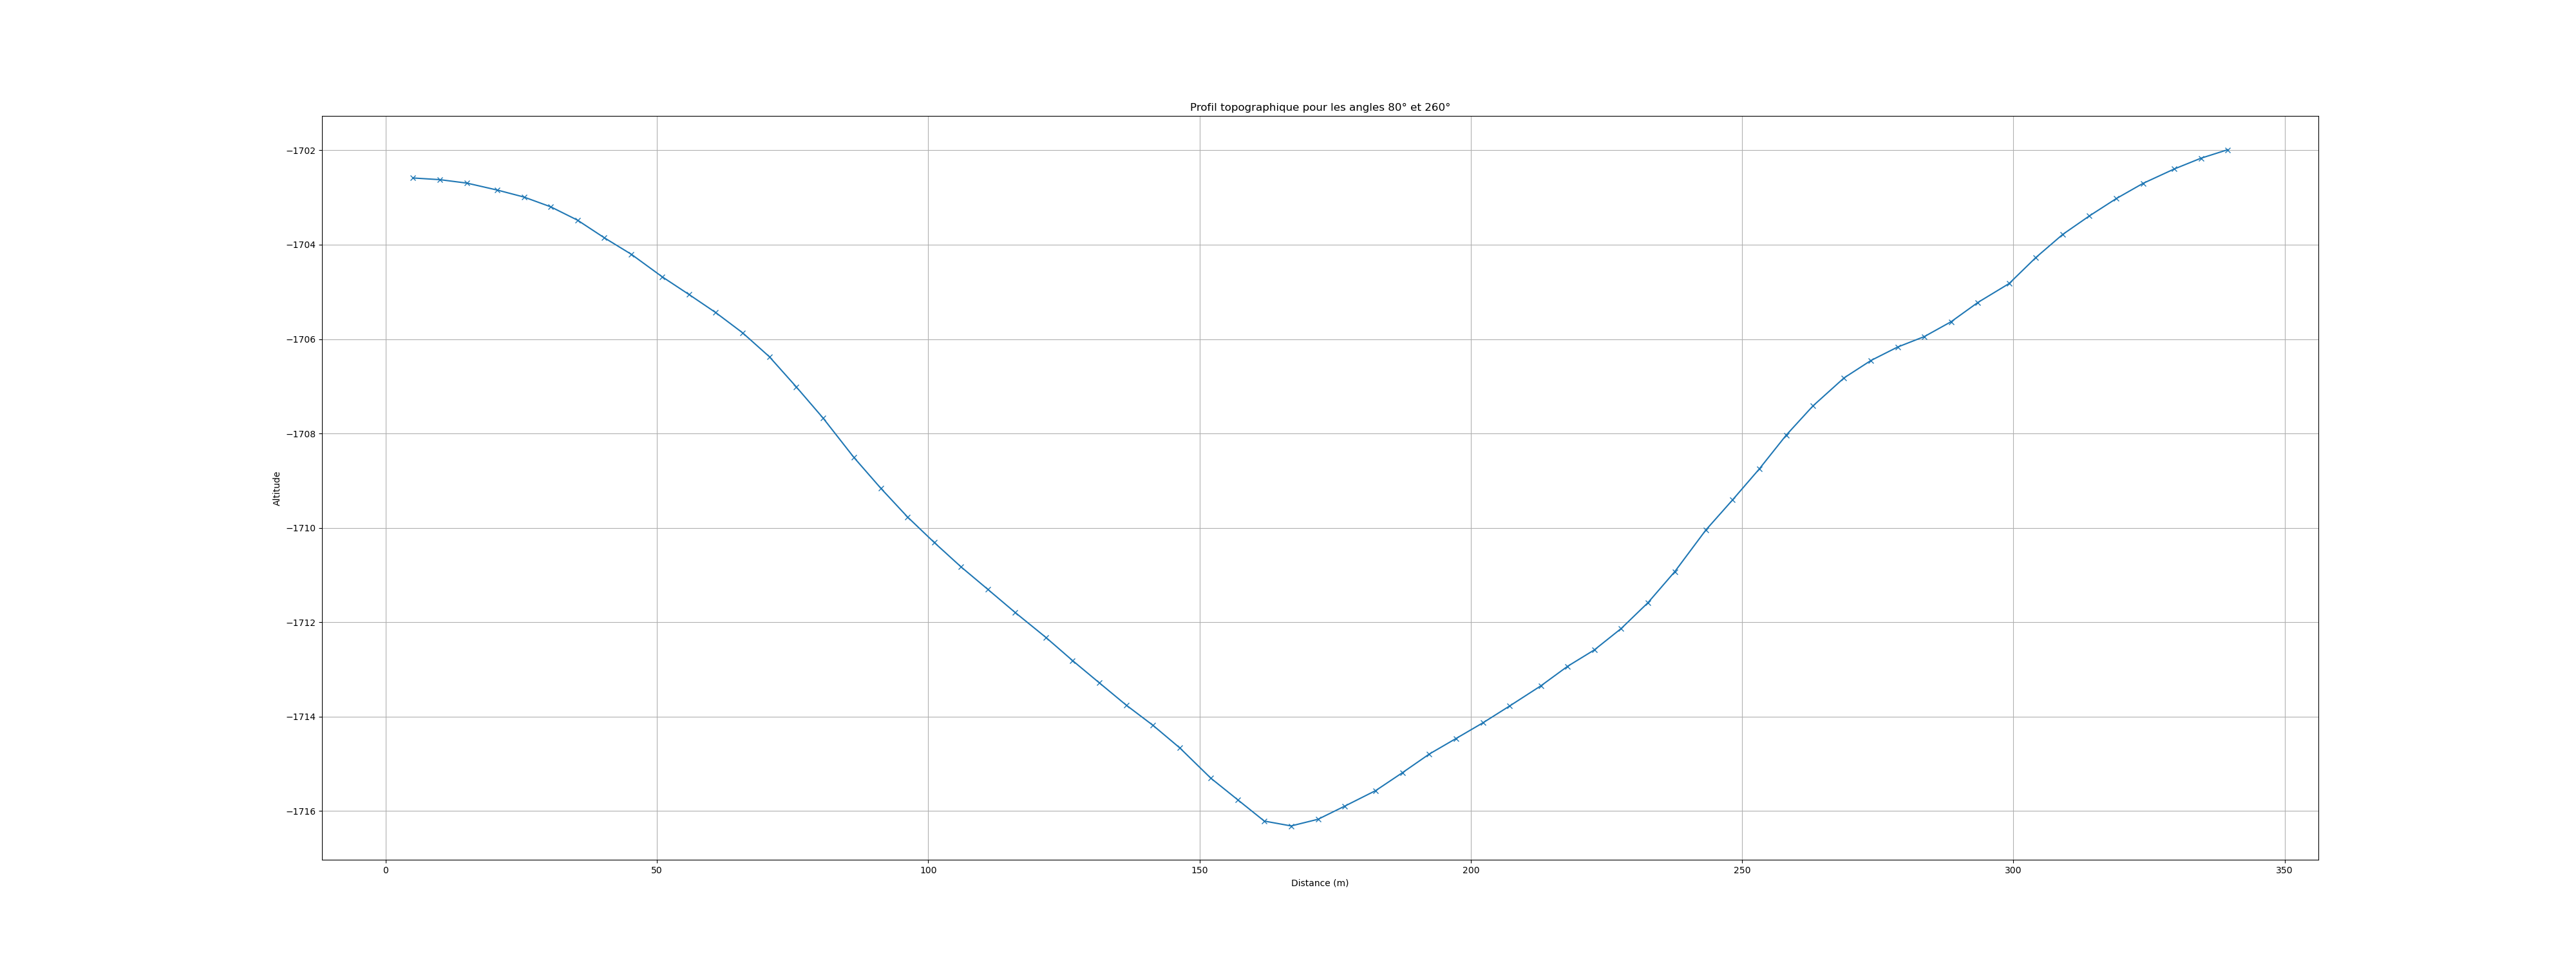 Profil topographique pour les angles 80° et 260°
−1702
−1704
−1706
−1708
−1710
−1712
−1714
−1716
Altitude
0 50 100 150 200 250 300 350
Distance (m)